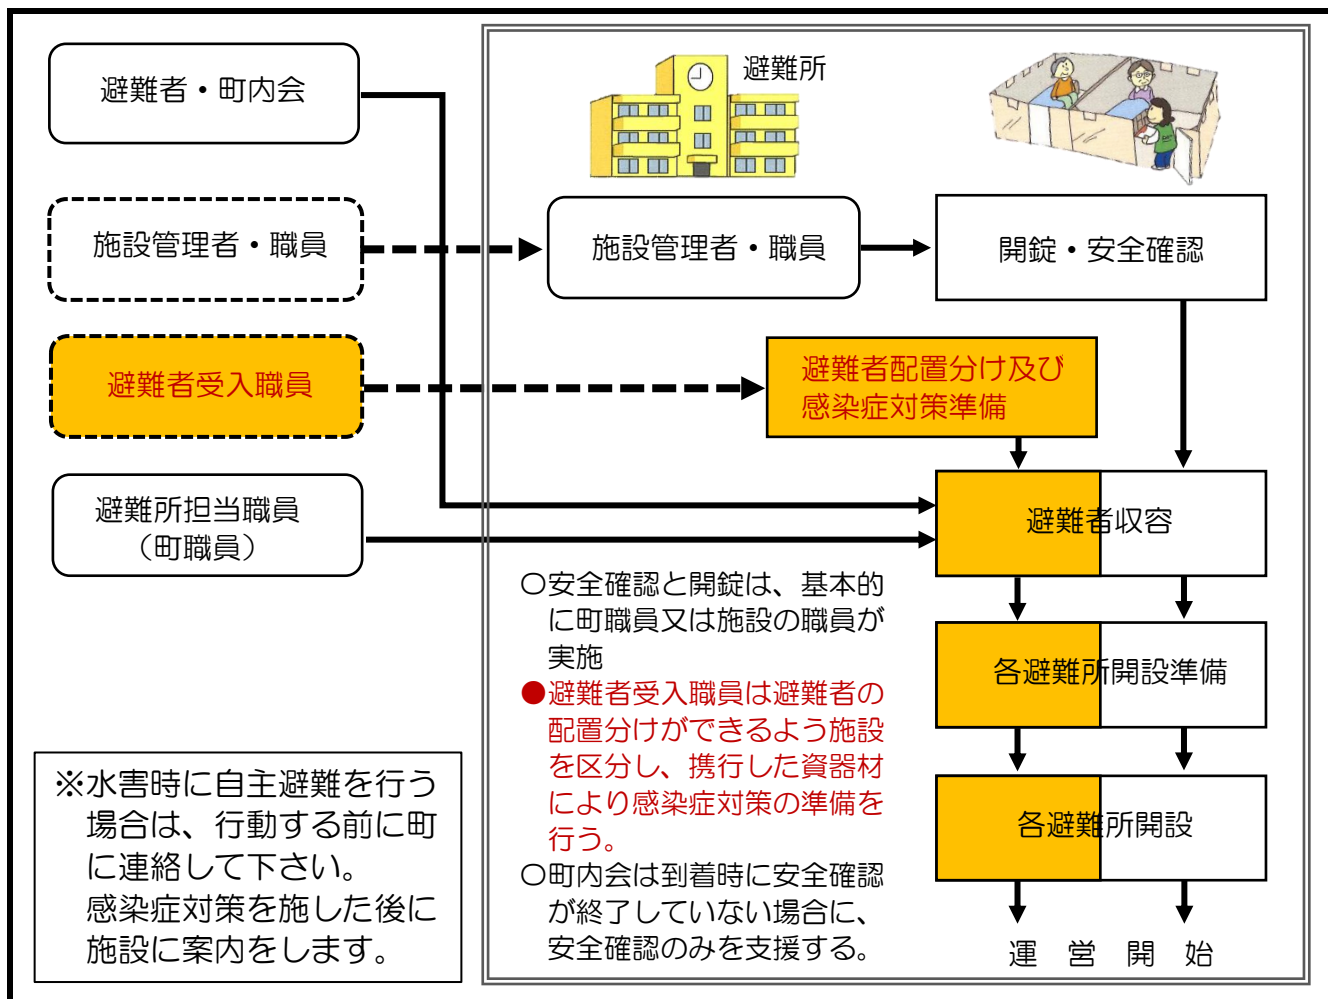 避難者・町内会
施設管理者・職員
避難者受入職員
避難所担当職員
（町職員）
※水害時に自主避難を行う
場合は、行動する前に町
に連絡して下さい。
感染症対策を施した後に
施設に案内をします。
避難所
施設管理者・職員
開錠・安全確認
避難者配置分け及び
感染症対策準備
避難者収容
各避難所開設準備
各避難所開設
運営開始
〇安全確認と開錠は、基本的
に町職員又は施設の職員が
実施
●避難者受入職員は避難者の
配置分けができるよう施設
を区分し、携行した資器材
により感染症対策の準備を
行う。
〇町内会は到着時に安全確認
が終了していない場合に、
安全確認のみを支援する。